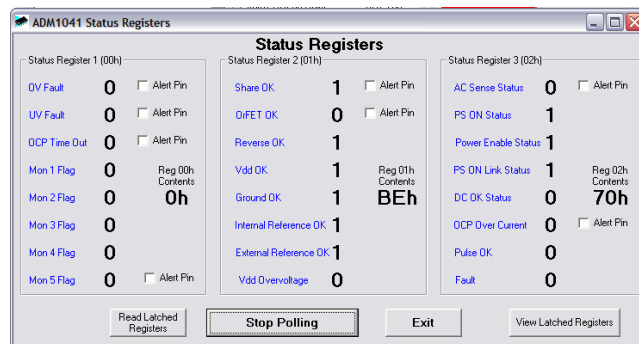 ADM1041 Status Registers
Status Registers
Status Register 1 (00h)
OV Fault 0 Alert Pin
UV Fault 0 Alert Pin
OCP Time Out 0 Alert Pin
Mon 1 Flag 0 Reg 00h
Contents
Mon 2 Flag 0 0h
Mon 3 Flag 0
Mon 4 Flag 0
Mon 5 Flag 0 Alert Pin
Status Register 2 (01h)
Share OK 1 Alert Pin
OrFET OK 0 Alert Pin
Reverse OK 1
Vdd OK 1 Reg 01h
Contents
Ground OK 1 BEh
Internal Reference OK 1
External Reference OK 1
Vdd Overvoltage 0
Status Register 3 (02h)
AC Sense Status 0 Alert Pin
PS ON Status 1
Power Enable Status 1
PS ON Link Status 1 Reg 02h
Contents
DC OK Status 0 70h
OCP Over Current 0 Alert Pin
Pulse OK 0
Fault 0
Read Latched
Registers
Stop Polling
Exit
View Latched Registers